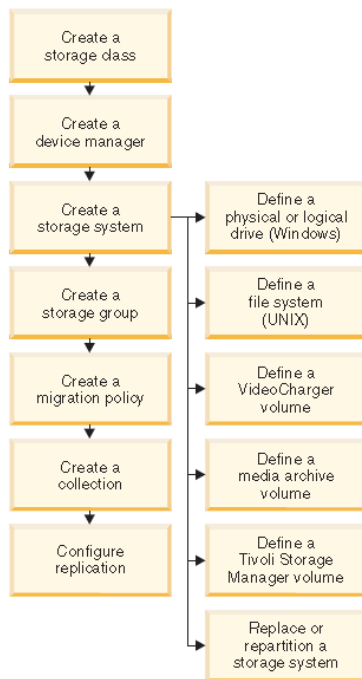 Create a
storage class
Create a
device manager
Create a
storage system
Create a
storage group
Create a
migration policy
Create a
collection
Configure
replication
Define a
physical or logical
drive (Windows)
Define a
file system
(UNIX)
Define a
VideoCharger
volume
Define a
media archive
volume
Define a
Tivoli Storage
Manager volume
Replace or
repartition a
storage system